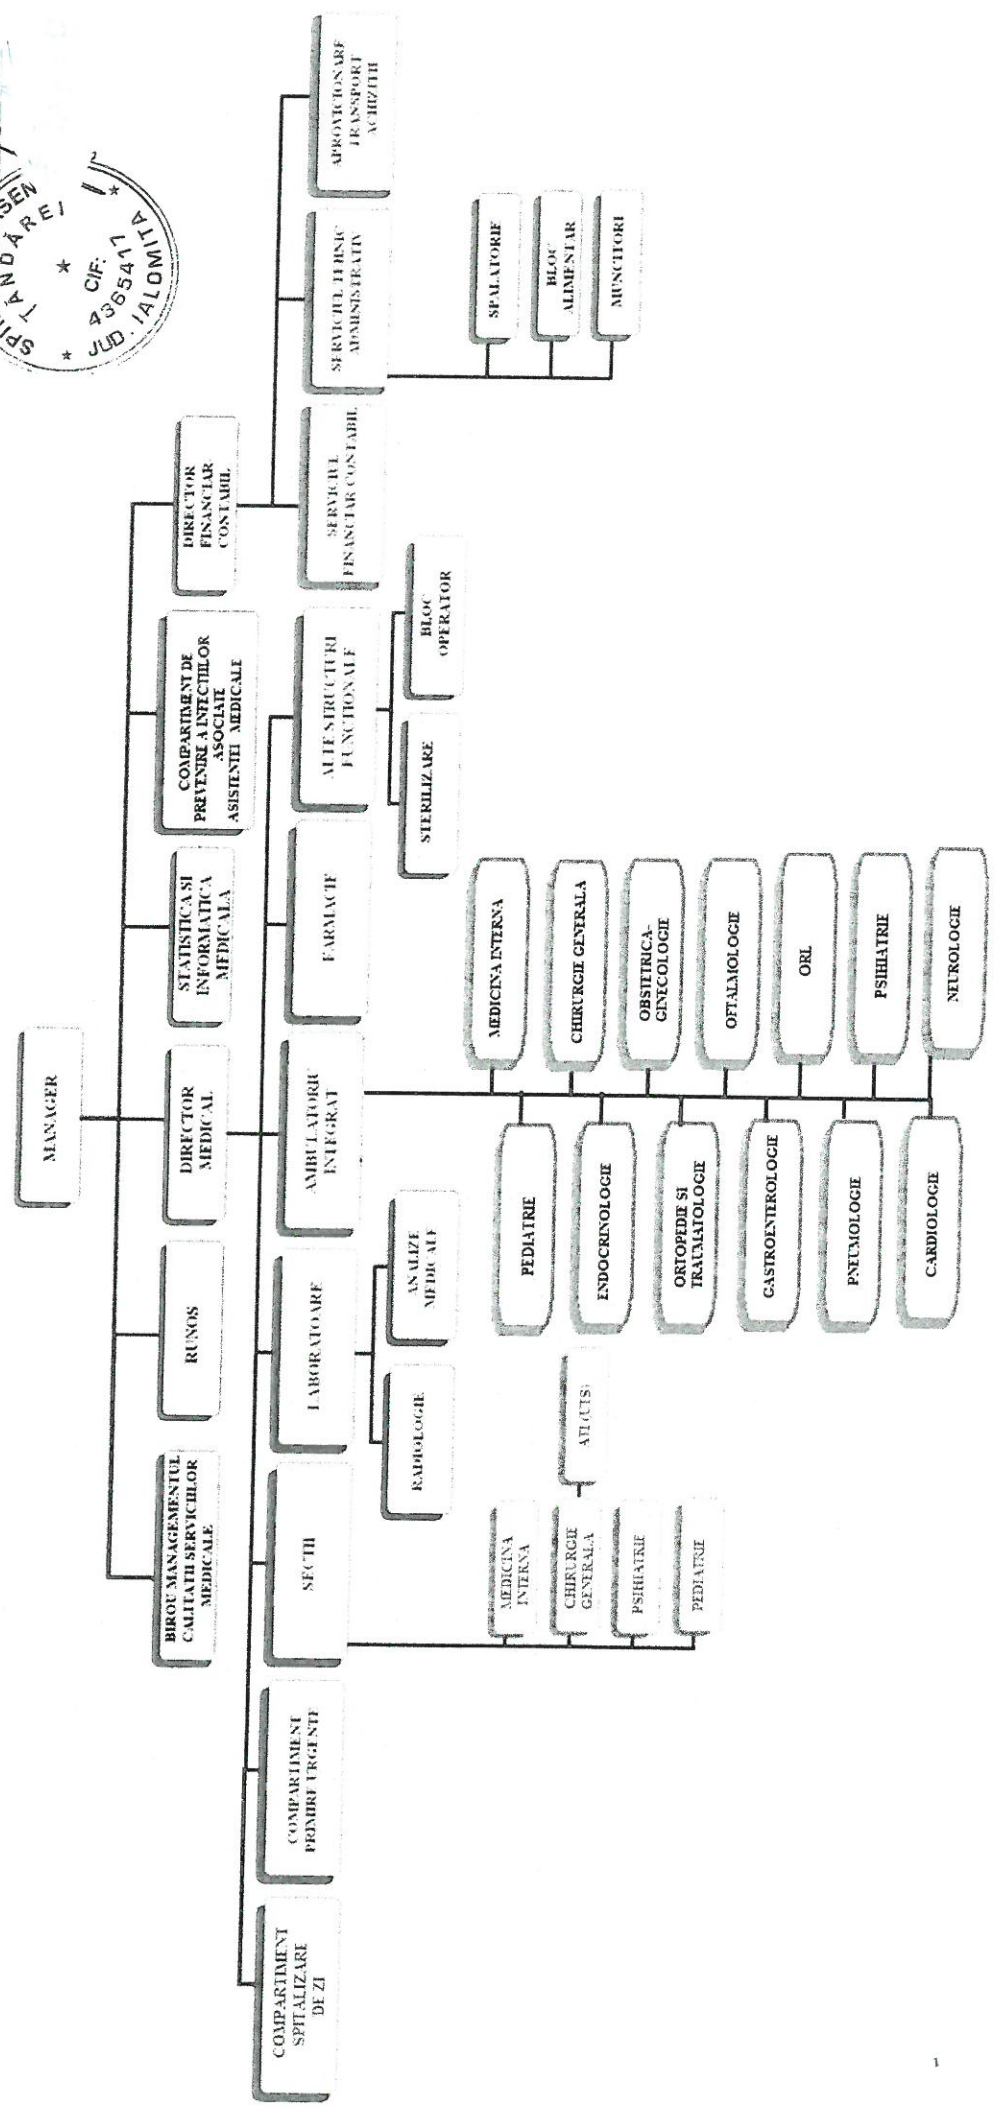 MANAGER
BIROU MANAGEMENTUL
CALITATII SERVICIILOR
MEDICALE
RUNOS
DIRECTOR
MEDICAL
STATISTICA SI
INFORMATICA
MEDICALA
COMPARTIMENT DE
PREVENIRE A INFECTIILOR
ASOCIATE
ASISTENTEI MEDICALE
DIRECTOR
FINANCIAR-
CONTABIL
COMPARTIMENT
SPITALIZARE
DE ZI
COMPARTIMENT
PRIMIRE URGENTE
SECTII
LABORATOARE
AMBULATORIU
INTEGRAT
FARMACIE
ALTE STRUCTURI
FUNCTIONALE
SERVICIUL
FINANCIAR CONTABIL
SERVICIUL TEHNIC
ADMINISTRATIV
APROVICIONARE
TRANSPORT
ACHIZITII
RADIOLOGIE
ANALIZE
MEDICALE
STERILIZARE
BLOC
OPERATOR
MEDICINA
INTERNA
CHIRURGIE
GENERALA
ATI (UTS)
PSIHIATRIE
PEDIATRIE
PEDIATRIE
ENDOCRINOLOGIE
ORTOPEDIE SI
TRAUMATOLOGIE
GASTROENTEROLOGIE
PNEUMOLOGIE
CARDIOLOGIE
MEDICINA INTERNA
CHIRURGIE GENERALA
OBSTETRICA-
GINECOLOGIE
OFTALMOLOGIE
ORL
PSIHIATRIE
NEUROLOGIE
SPALATORIE
BLOC
ALIMENTAR
MUNCITORI
ȚĂNDĂREI
CIF:
4365417
JUD. IALOMITA
1